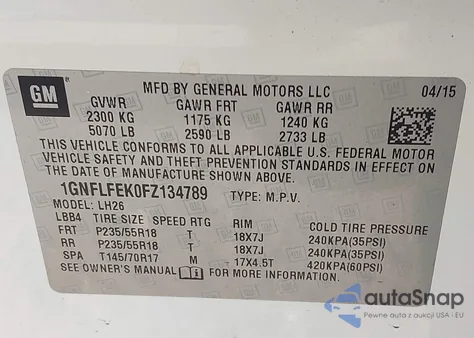 GM
MFD BY GENERAL MOTORS LLC 04/15
GVWR GAWR FRT GAWR RR
2300 KG 1175 KG 1240 KG
5070 LB 2590 LB 2733 LB
THIS VEHICLE CONFORMS TO ALL APPLICABLE U.S. FEDERAL MOTOR
VEHICLE SAFETY AND THEFT PREVENTION STANDARDS IN EFFECT ON
THE DATE OF MANUFACTURE SHOWN ABOVE.
1GNFLFEK0FZ134789 TYPE: M.P.V.
MODEL: LH26
LBB4 TIRE SIZE SPEED RTG RIM COLD TIRE PRESSURE
FRT P235/55R18 T 18X7J 240KPA(35PSI)
RR P235/55R18 T 18X7J 240KPA(35PSI)
SPA T145/70R17 M 17X4.5T 420KPA(60PSI)
SEE OWNER'S MANUAL FOR MORE INFORMATION.
autaSnap
Pewne auta z aukcji USA i EU